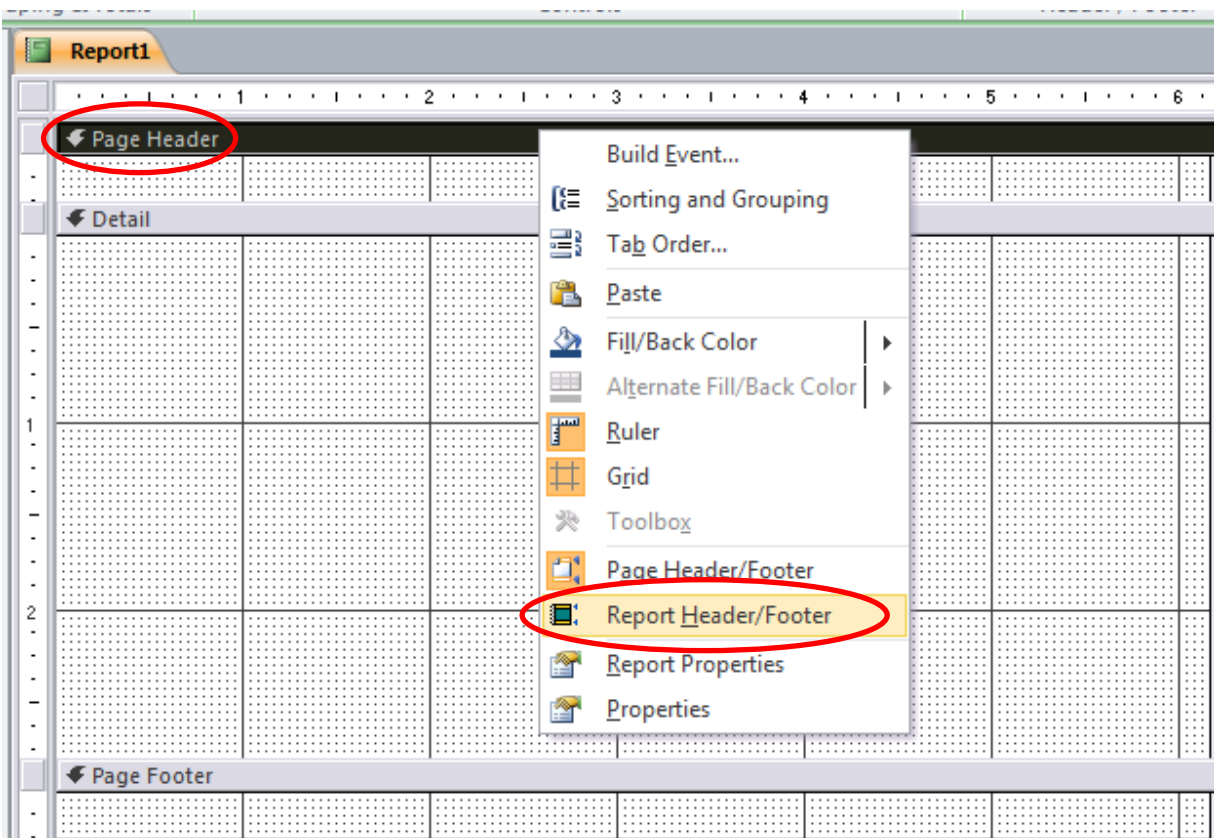 Report1
1 2 3 4 5 6
Page Header
Build Event...
Sorting and Grouping
Detail
Tab Order...
Paste
Fill/Back Color
Alternate Fill/Back Color
1
Ruler
Grid
Toolbox
Page Header/Footer
2
Report Header/Footer
Report Properties
Properties
Page Footer